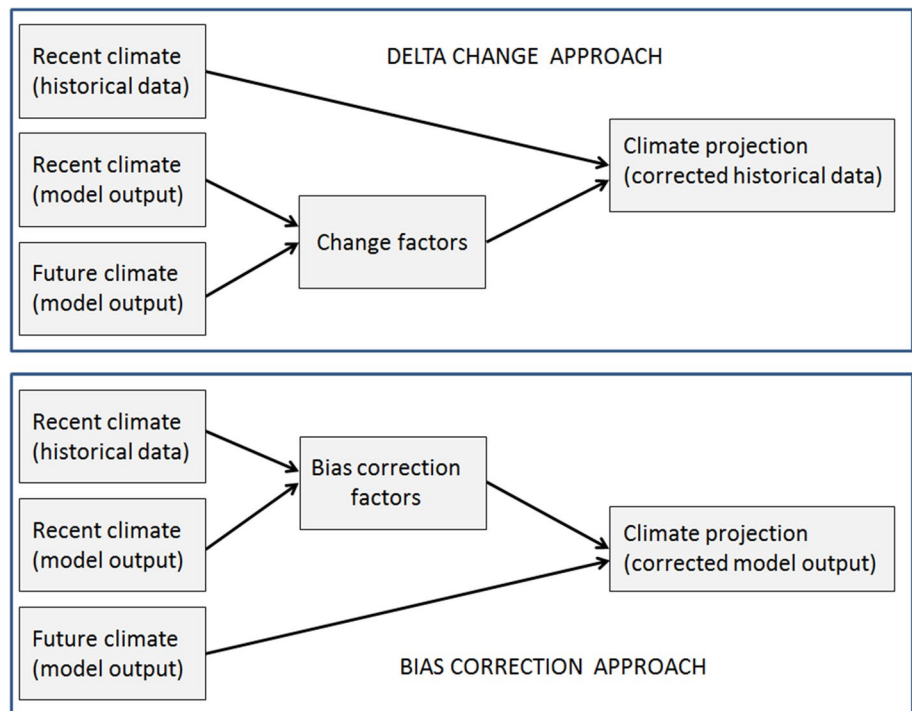 Recent climate
(historical data)
DELTA CHANGE APPROACH
Recent climate
(model output)
Climate projection
(corrected historical data)
Change factors
Future climate
(model output)
Recent climate
(historical data)
Bias correction
factors
Recent climate
(model output)
Climate projection
(corrected model output)
Future climate
(model output)
BIAS CORRECTION APPROACH